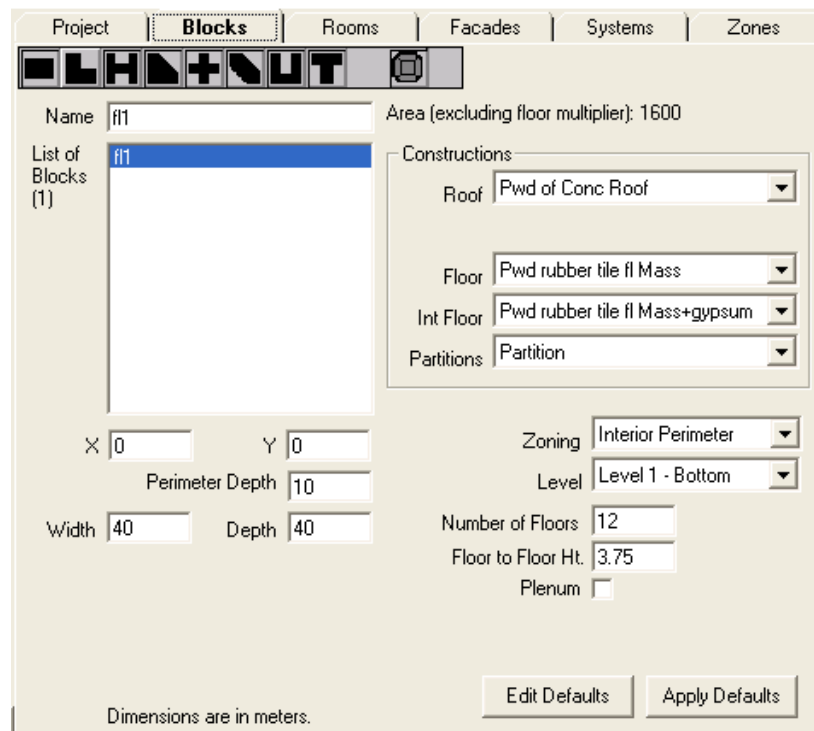 Project Blocks Rooms Facades Systems Zones
Name fl1
Area (excluding floor multiplier): 1600
List of Blocks (1)
fl1
Constructions
Roof Pwd of Conc Roof
Floor Pwd rubber tile fl Mass
Int Floor Pwd rubber tile fl Mass+gypsum
Partitions Partition
X 0 Y 0
Perimeter Depth 10
Width 40 Depth 40
Zoning Interior Perimeter
Level Level 1 - Bottom
Number of Floors 12
Floor to Floor Ht. 3.75
Plenum
Edit Defaults Apply Defaults
Dimensions are in meters.